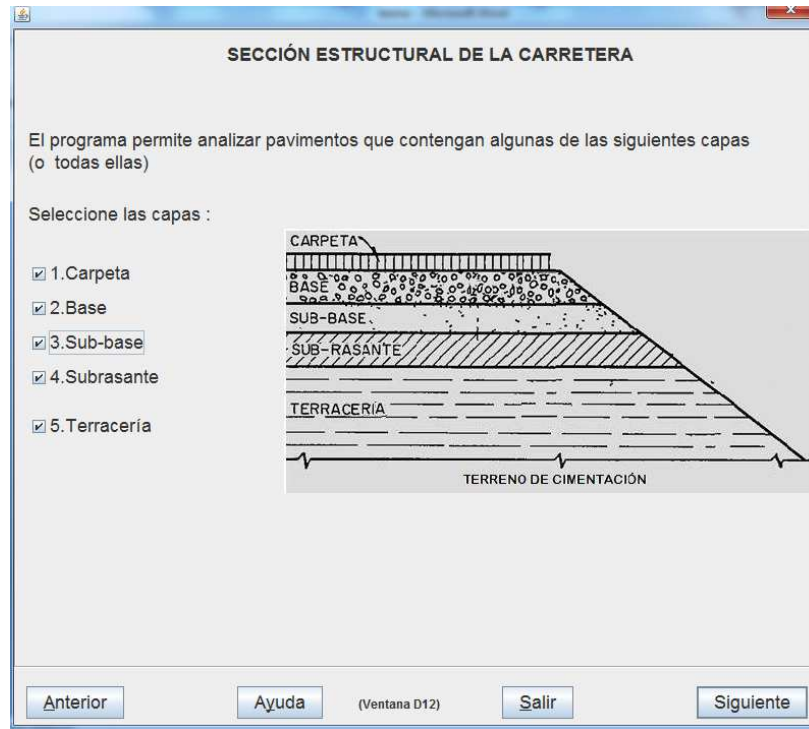 SECCIÓN ESTRUCTURAL DE LA CARRETERA
El programa permite analizar pavimentos que contengan algunas de las siguientes capas
(o todas ellas)
Seleccione las capas :
1.Carpeta
2.Base
3.Sub-base
4.Subrasante
5.Terracería
CARPETA
BASE
SUB-BASE
SUB-RASANTE
TERRACERÍA
TERRENO DE CIMENTACIÓN
Anterior
Ayuda
(Ventana D12)
Salir
Siguiente